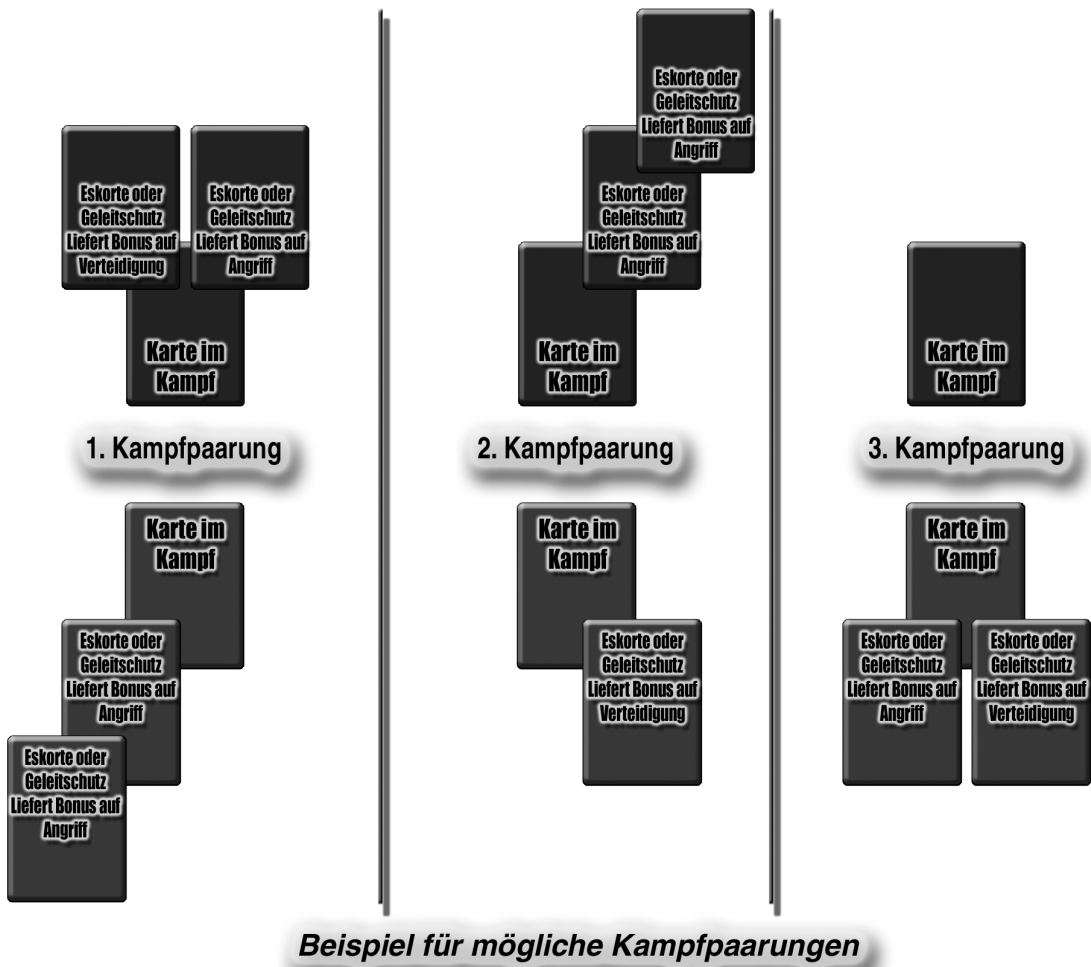 Eskorte oder
Geleitschutz
Liefert Bonus auf
Verteidigung
Eskorte oder
Geleitschutz
Liefert Bonus auf
Angriff
Karte im
Kampf
1. Kampfpaarung
Karte im
Kampf
Eskorte oder
Geleitschutz
Liefert Bonus auf
Angriff
Eskorte oder
Geleitschutz
Liefert Bonus auf
Angriff
Eskorte oder
Geleitschutz
Liefert Bonus auf
Angriff
Eskorte oder
Geleitschutz
Liefert Bonus auf
Angriff
Karte im
Kampf
2. Kampfpaarung
Karte im
Kampf
Eskorte oder
Geleitschutz
Liefert Bonus auf
Verteidigung
Karte im
Kampf
3. Kampfpaarung
Karte im
Kampf
Eskorte oder
Geleitschutz
Liefert Bonus auf
Angriff
Eskorte oder
Geleitschutz
Liefert Bonus auf
Verteidigung
Beispiel für mögliche Kampfpaarungen